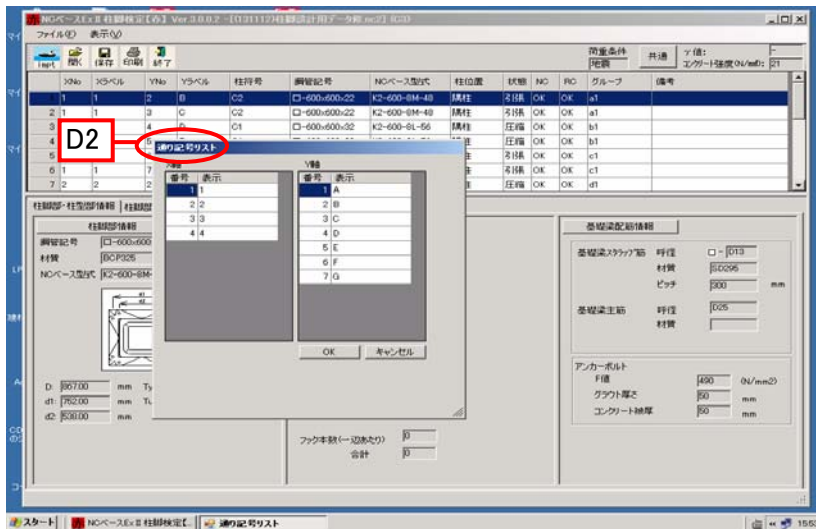 NCベースExⅡ 柱脚検定【赤】 Ver.3.0.0.2
ファイル(F) 表示(V)
Impt. 開く 保存 印刷 終了
荷重条件
地震
共通
γ値:
コンクリート強度(N/mm2): 21
XNo Xラベル YNo Yラベル 柱符号 鋼管記号 NCベース型式 柱位置 状態 NC RC グループ 備考
1 1 1 2 B C2 ロ-600x600x22 K2-600-8M-48 隅柱 引張 OK OK a1
2 1 1 3 C C2 ロ-600x600x22 K2-600-8M-48 隅柱 引張 OK OK a1
3 4 D C1 ロ-600x600x32 K2-600-8L-56 隅柱 圧縮 OK OK b1
4 5 圧縮 OK OK b1
5 引張 OK OK c1
6 1 1 7 引張 OK OK c1
7 2 2 圧縮 OK OK d1
D2
通り記号リスト
X軸
番号 表示
1 1
2 2
3 3
4 4
Y軸
番号 表示
1 A
2 B
3 C
4 D
5 E
6 F
7 G
OK キャンセル
柱脚部・柱型部情報
柱脚部情報
鋼管記号 ロ-600x600
材質 BCP325
NCベース型式 K2-600-8M-
D: 867.00 mm
d1: 752.00 mm
d2: 538.00 mm
フック本数(一辺あたり) 0
合計 0
基礎梁配筋情報
基礎梁スタラップ筋 呼径 ロ - D13
材質 SD295
ピッチ 300 mm
基礎梁主筋 呼径 D25
材質
アンカーボルト
F値 490 (N/mm2)
グラウト厚さ 50 mm
コンクリート被厚 50 mm
スタート NCベースExⅡ 柱脚検定【... 通り記号リスト